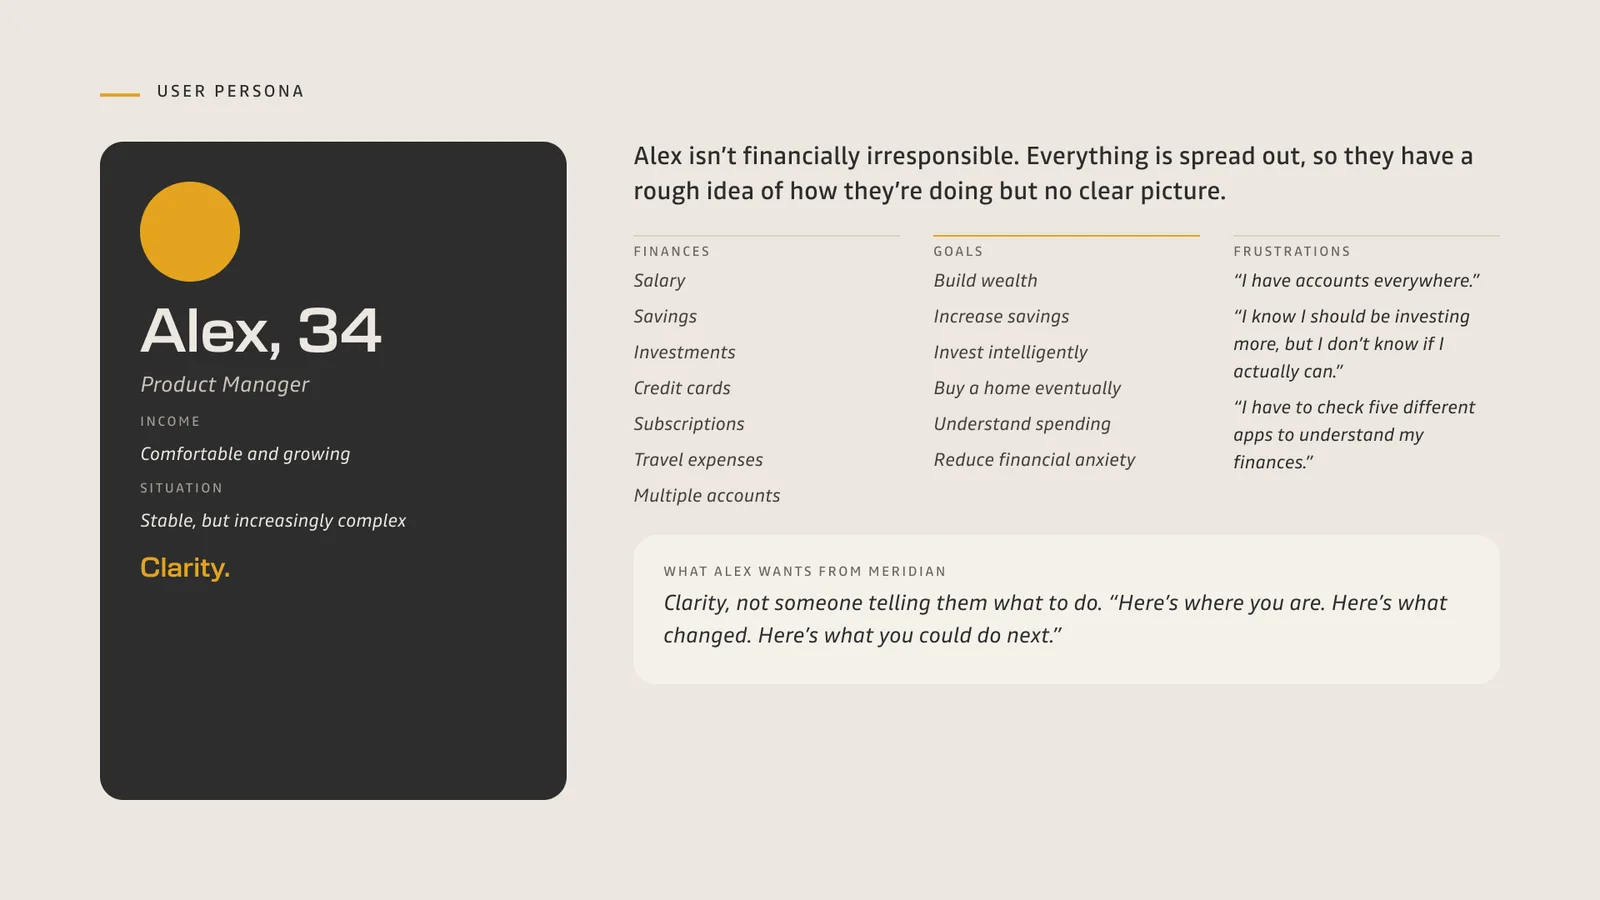 USER PERSONA
Alex, 34
Product Manager
INCOME
Comfortable and growing
SITUATION
Stable, but increasingly complex
Clarity.
Alex isn’t financially irresponsible. Everything is spread out, so they have a
rough idea of how they’re doing but no clear picture.
FINANCES
Salary
Savings
Investments
Credit cards
Subscriptions
Travel expenses
Multiple accounts
GOALS
Build wealth
Increase savings
Invest intelligently
Buy a home eventually
Understand spending
Reduce financial anxiety
FRUSTRATIONS
“I have accounts everywhere.”
“I know I should be investing
more, but I don’t know if I
actually can.”
“I have to check five different
apps to understand my
finances.”
WHAT ALEX WANTS FROM MERIDIAN
Clarity, not someone telling them what to do. “Here’s where you are. Here’s what
changed. Here’s what you could do next.”